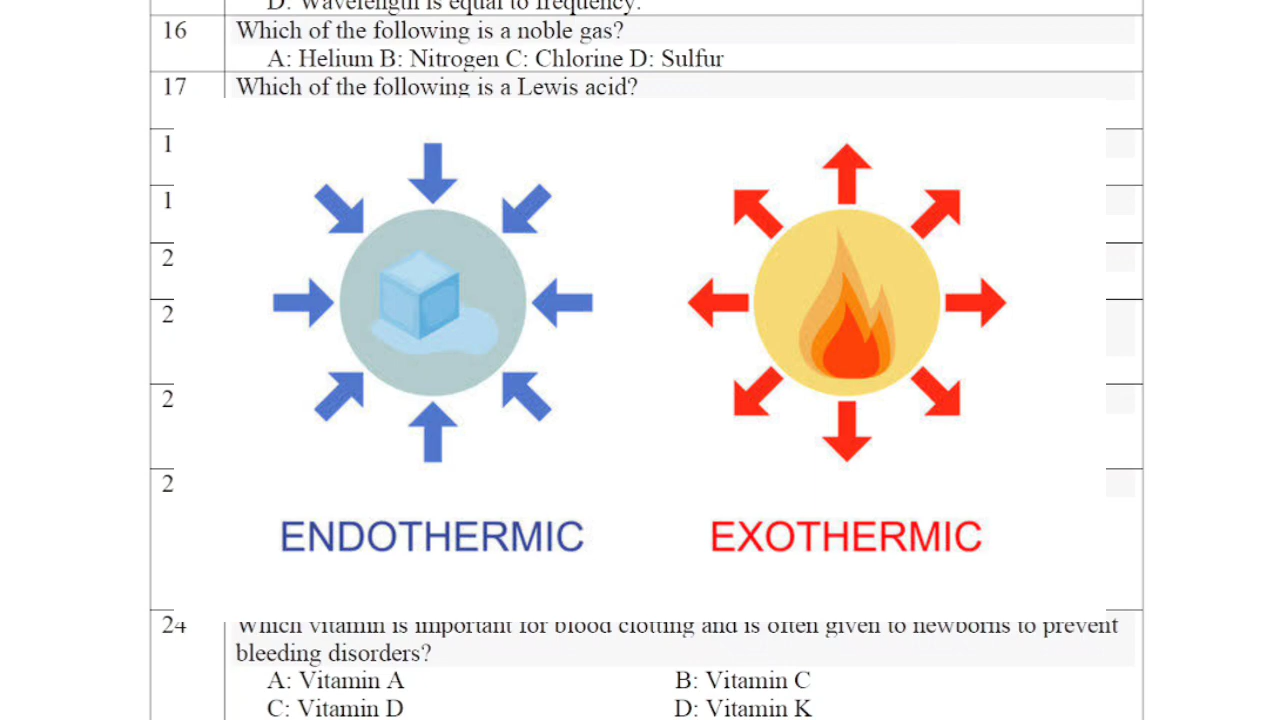 D. Wavelength is equal to frequency.
16 Which of the following is a noble gas?
A: Helium B: Nitrogen C: Chlorine D: Sulfur
17 Which of the following is a Lewis acid?
1
1
2
2
2
2
ENDOTHERMIC EXOTHERMIC
24 Which vitamin is important for blood clotting and is often given to newborns to prevent
bleeding disorders?
A: Vitamin A B: Vitamin C
C: Vitamin D D: Vitamin K